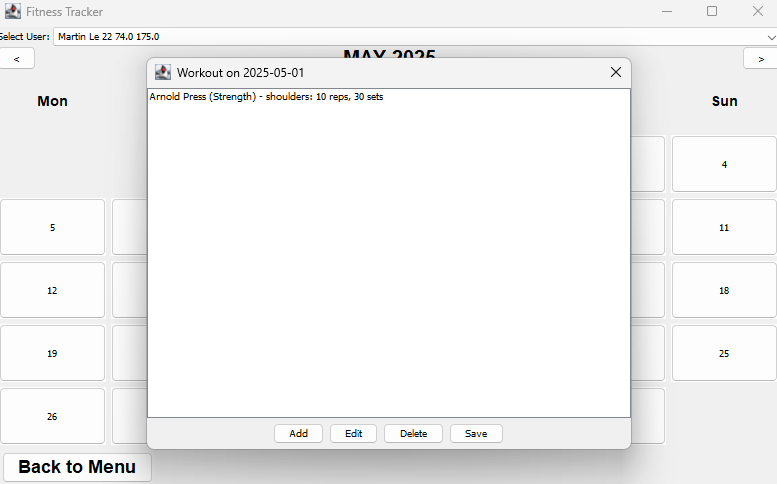 Fitness Tracker
Select User: Martin Le 22 74.0 175.0
< MAY 2025 >
Workout on 2025-05-01
Arnold Press (Strength) - shoulders: 10 reps, 30 sets
Mon Sun
4
5 11
12 18
19 25
26
Add Edit Delete Save
Back to Menu